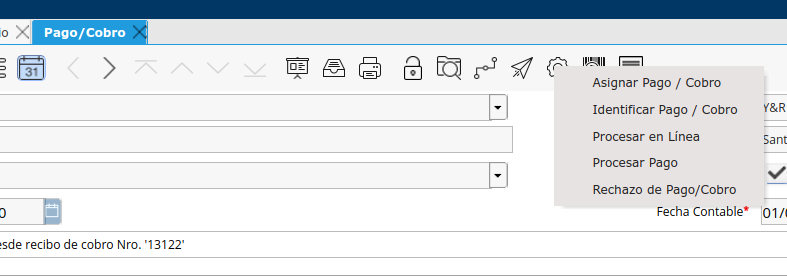 io
Pago/Cobro
31
Asignar Pago / Cobro
Identificar Pago / Cobro
Procesar en Línea
Procesar Pago
Rechazo de Pago/Cobro
Y&R
Sant
0
Fecha Contable* 01/0
esde recibo de cobro Nro. '13122'